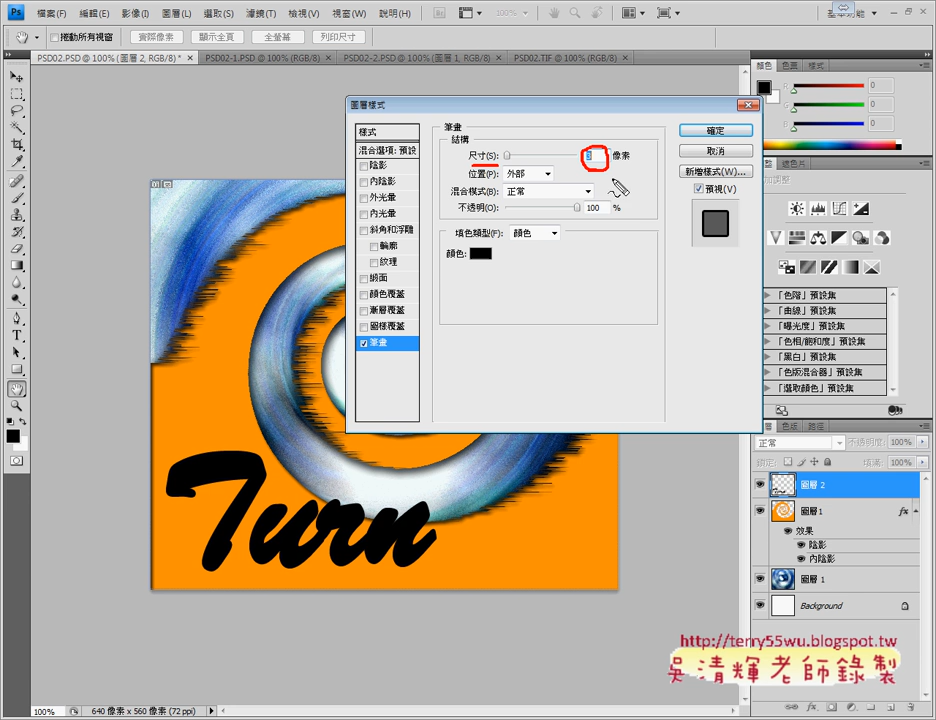 Ps 檔案(F) 編輯(E) 影像(I) 圖層(L) 選取(S) 濾鏡(T) 檢視(V) 視窗(W) 說明(H) 100% 基本功能
捲動所有視窗 實際像素 顯示全頁 全螢幕 列印尺寸
PSD02.PSD @ 100% (圖層 2, RGB/8) * × PSD02-1.PSD @ 100% (RGB/8) × PSD02-2.PSD @ 100% (圖層 1, RGB/8) × PSD02.TIF @ 100% (RGB/8) ×
顏色 色票 樣式
R 0
G 0
B 0
圖層樣式
樣式
混合選項: 預設
陰影
內陰影
外光暈
內光暈
斜角和浮雕
輪廓
紋理
緞面
顏色覆蓋
漸層覆蓋
圖樣覆蓋
筆畫
筆畫
結構
尺寸(S): 3 像素
位置(P): 外部
混合模式(B): 正常
不透明(O): 100 %
填色類型(F): 顏色
顏色:
確定
取消
新增樣式(W)...
預視(V)
「色階」預設集
「曲線」預設集
「曝光度」預設集
「色相/飽和度」預設集
「黑白」預設集
「色版混合器」預設集
「選取顏色」預設集
色版 路徑
正常 不透明度: 100%
鎖定: 填滿: 100%
圖層 2
圖層1 fx
效果
陰影
內陰影
圖層 1
Background
Turn
http://terry55wu.blogspot.tw
吳清輝老師錄製
100% 640 像素 x 560 像素 (72 ppi)